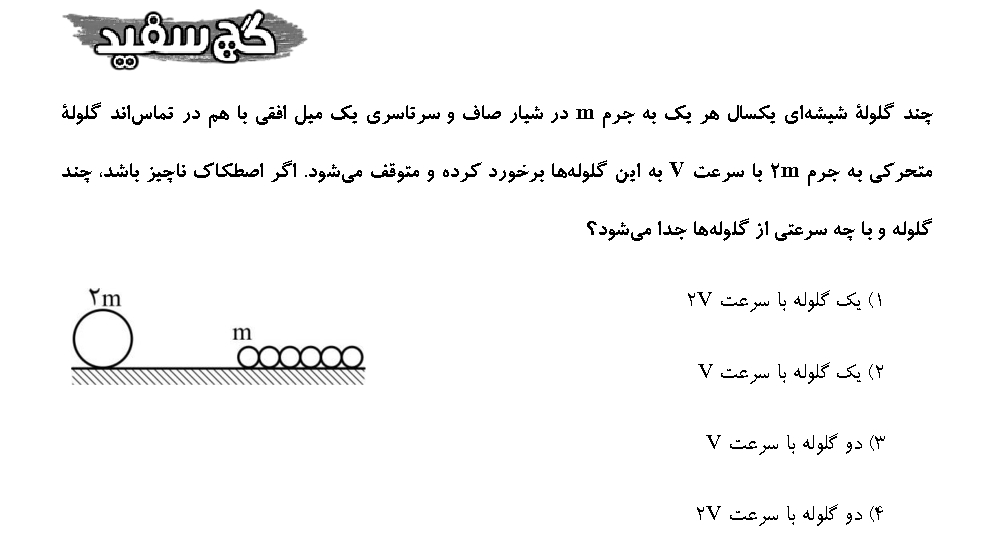 گچ سفید
چند گلولهٔ شیشه‌ای یکسال هر یک به جرم m در شیار صاف و سرتاسری یک میل افقی با هم در تماس‌اند گلولهٔ
متحرکی به جرم ۲m با سرعت V به این گلوله‌ها برخورد کرده و متوقف می‌شود. اگر اصطکاک ناچیز باشد، چند
گلوله و با چه سرعتی از گلوله‌ها جدا می‌شود؟
۱) یک گلوله با سرعت ۲V
۲) یک گلوله با سرعت V
۳) دو گلوله با سرعت V
۴) دو گلوله با سرعت ۲V
۲m
m